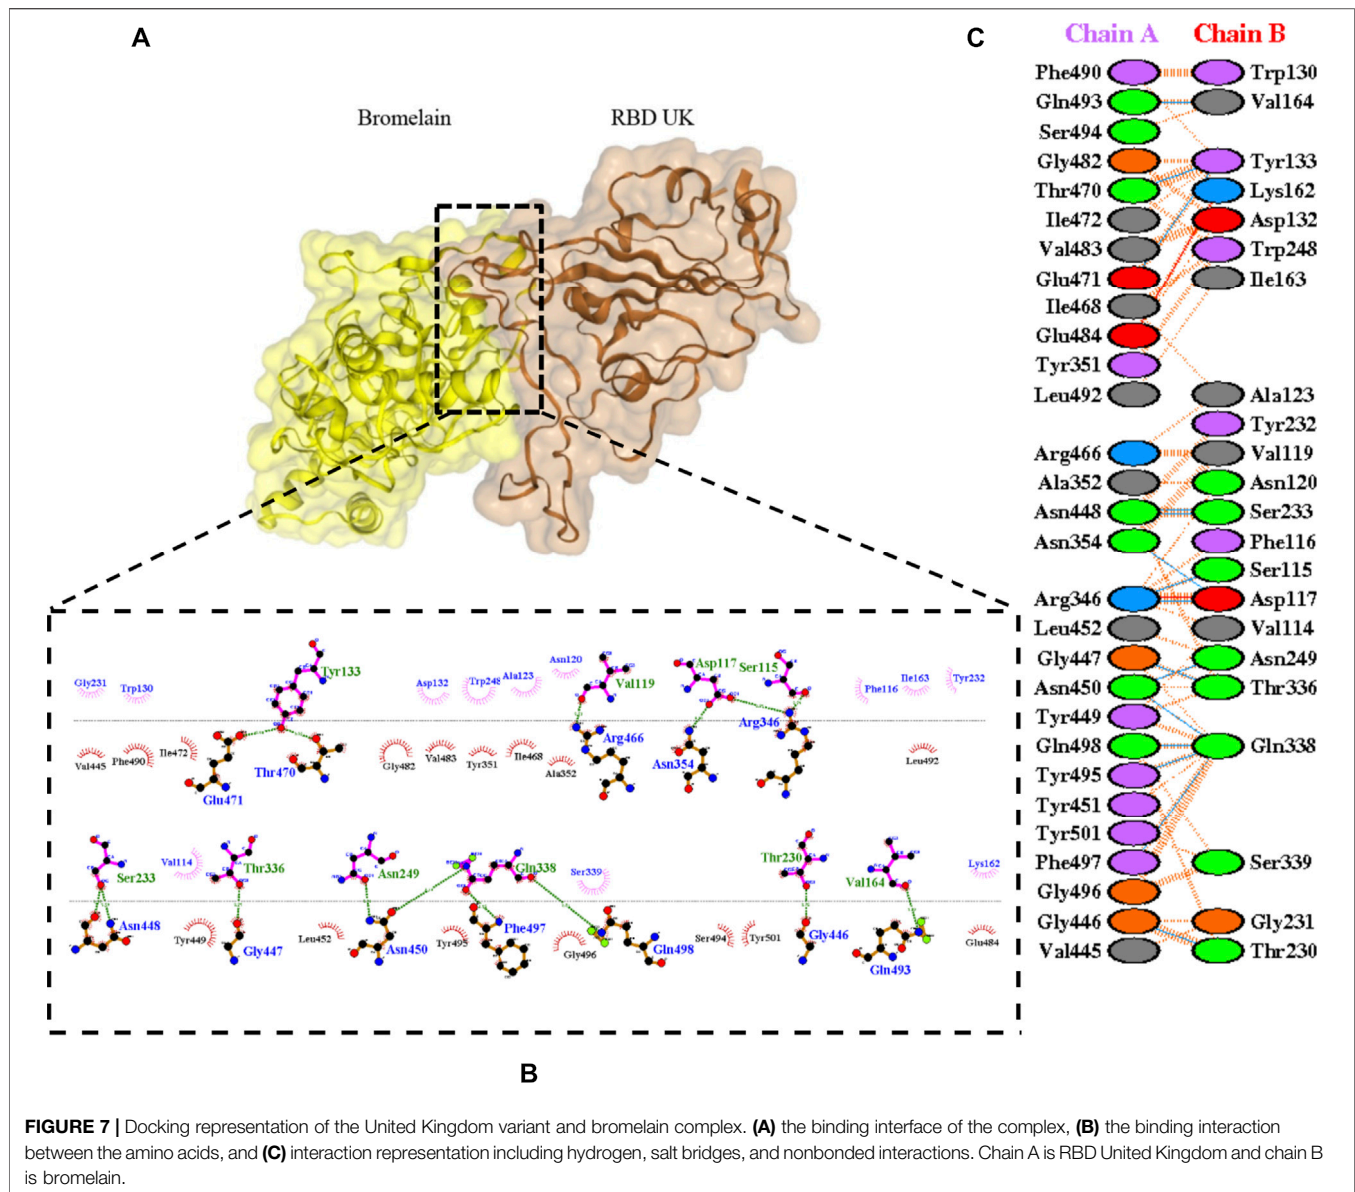 A
C
Chain A Chain B
Bromelain RBD UK
Phe490 Trp130
Gln493 Val164
Ser494
Gly482 Tyr133
Thr470 Lys162
Ile472 Asp132
Val483 Trp248
Glu471 Ile163
Ile468
Glu484
Tyr351
Leu492 Ala123
Tyr232
Arg466 Val119
Ala352 Asn120
Asn448 Ser233
Asn354 Phe116
Ser115
Arg346 Asp117
Leu452 Val114
Gly447 Asn249
Asn450 Thr336
Tyr449
Gln498 Gln338
Tyr495
Tyr451
Tyr501
Phe497 Ser339
Gly496
Gly446 Gly231
Val445 Thr230
Gly231 Trp130 Tyr133 Asp132 Trp248 Ala123 Asn120 Val119 Asp117 Ser115 Phe116 Ile163 Tyr232
Val445 Phe490 Ile472 Glu471 Thr470 Gly482 Val483 Tyr351 Ile468 Ala352 Arg466 Asn354 Arg346 Leu492
Ser233 Val114 Thr336 Asn249 Gln338 Ser339 Thr230 Val164 Lys162
Asn448 Tyr449 Gly447 Leu452 Asn450 Tyr495 Phe497 Gly496 Gln498 Ser494 Tyr501 Gly446 Gln493 Glu484
B
FIGURE 7 | Docking representation of the United Kingdom variant and bromelain complex. (A) the binding interface of the complex, (B) the binding interaction
between the amino acids, and (C) interaction representation including hydrogen, salt bridges, and nonbonded interactions. Chain A is RBD United Kingdom and chain B
is bromelain.